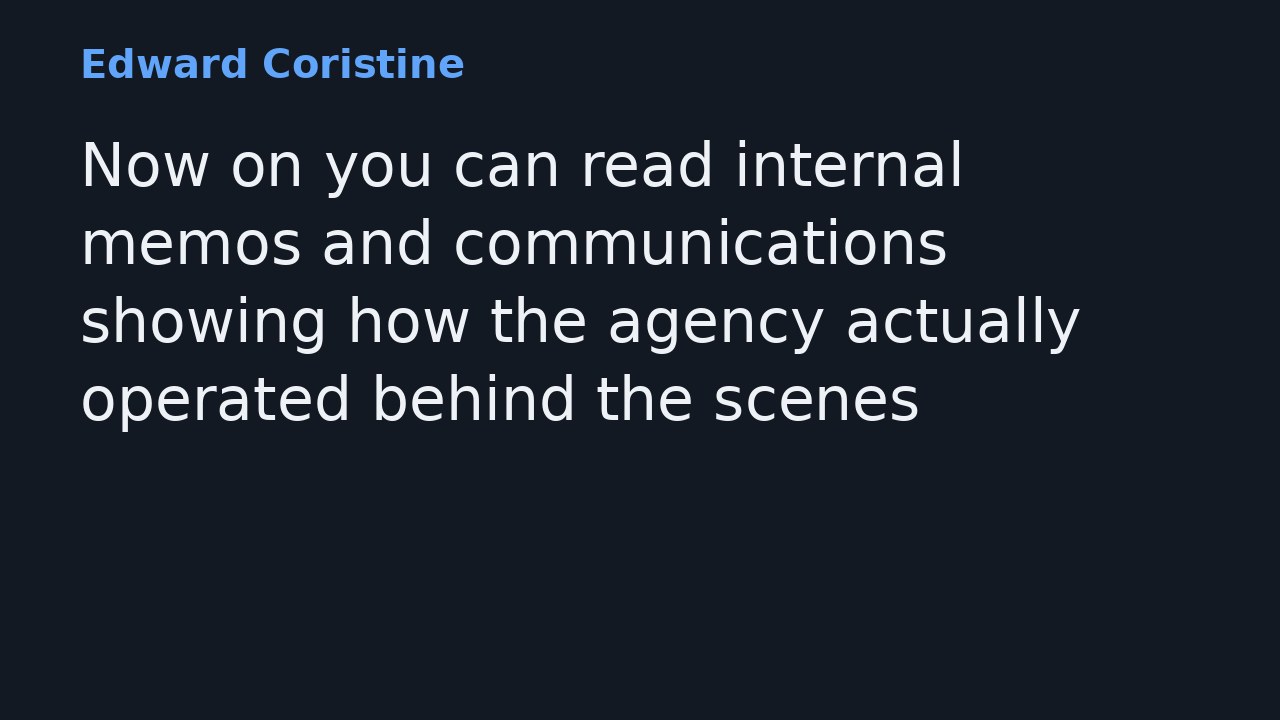 Edward Coristine
Now on you can read internal
memos and communications
showing how the agency actually
operated behind the scenes